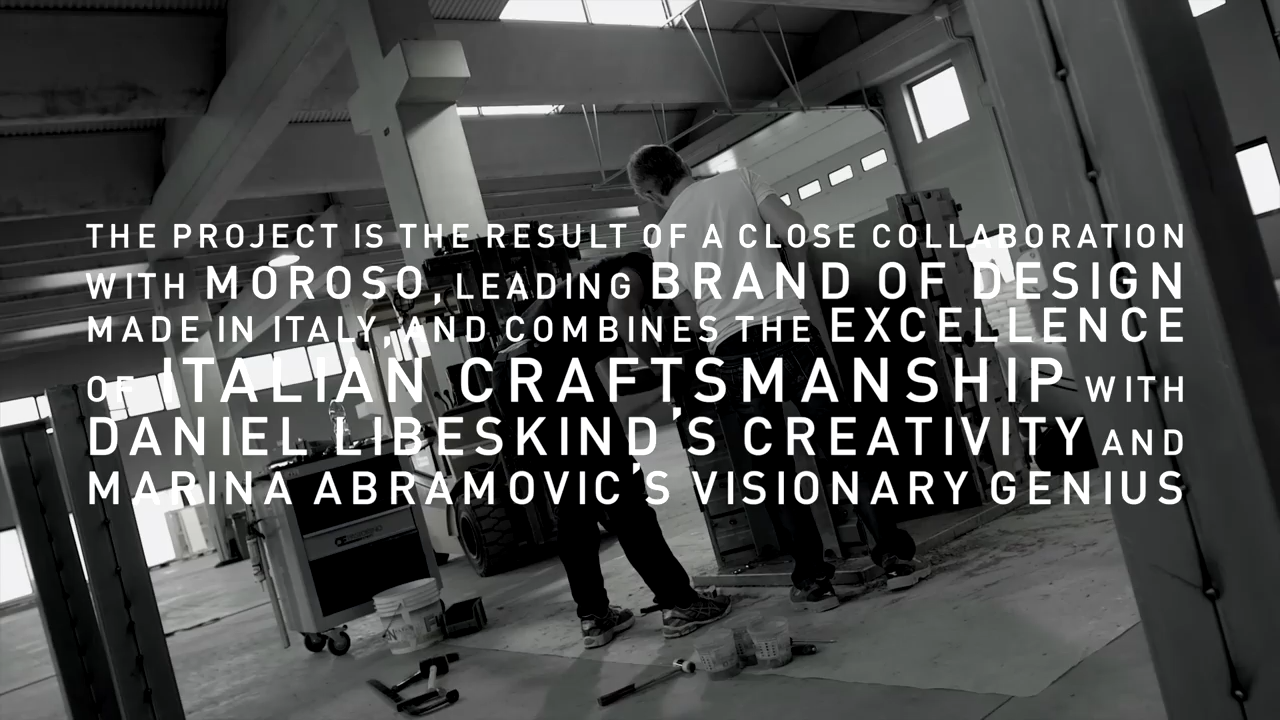 THE PROJECT IS THE RESULT OF A CLOSE COLLABORATION
WITH MOROSO, LEADING BRAND OF DESIGN
MADE IN ITALY, AND COMBINES THE EXCELLENCE
OF ITALIAN CRAFTSMANSHIP WITH
DANIEL LIBESKIND'S CREATIVITY AND
MARINA ABRAMOVIC'S VISIONARY GENIUS